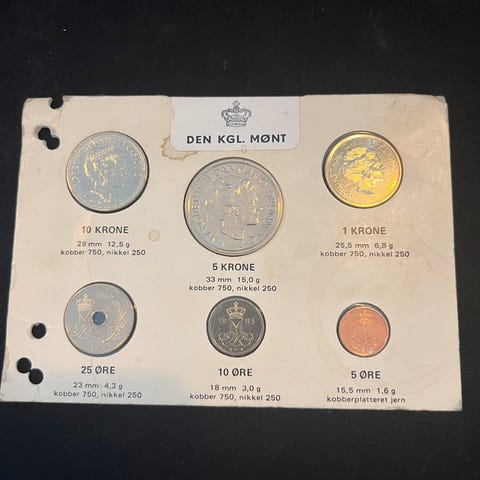 DEN KGL. MØNT
10 KRONE
28 mm 12,5 g
kobber 750, nikkel 250
5 KRONE
33 mm 15,0 g
kobber 750, nikkel 250
1 KRONE
25,5 mm 6,8 g
kobber 750, nikkel 250
25 ØRE
23 mm 4,3 g
kobber 750, nikkel 250
19 83
10 ØRE
18 mm 3,0 g
kobber 750, nikkel 250
5 ØRE
15,5 mm 1,6 g
kobberplatteret jern